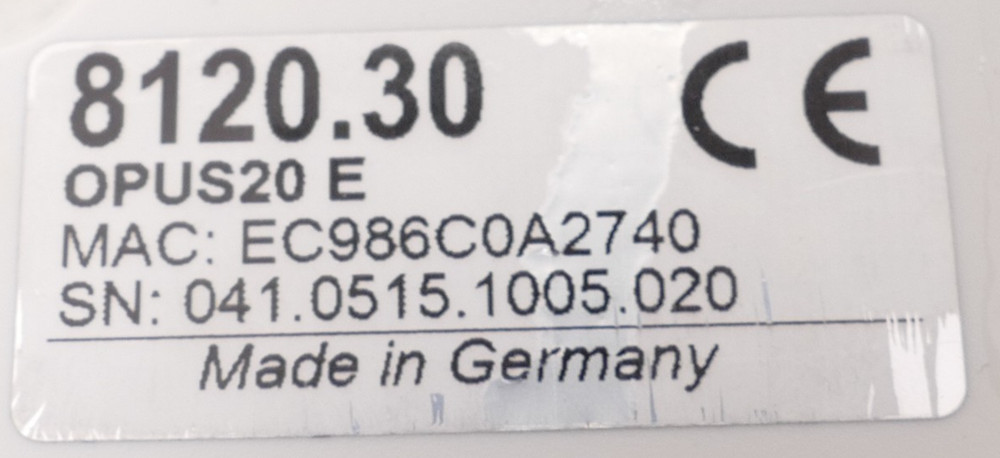 8120.30 CE
OPUS20 E
MAC: EC986C0A2740
SN: 041.0515.1005.020
Made in Germany